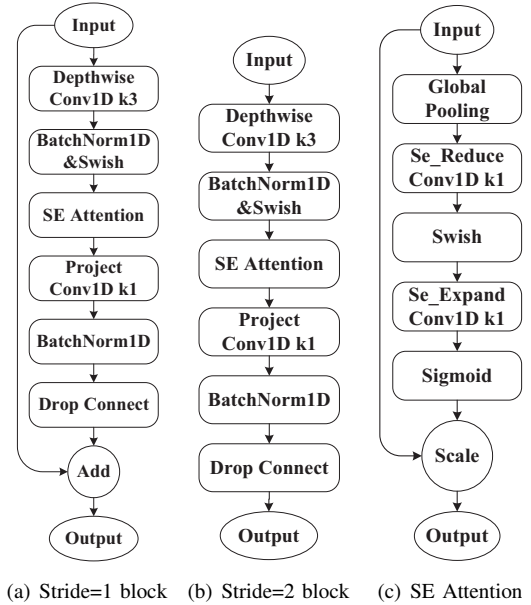 Input
Depthwise
Conv1D k3
BatchNorm1D
&Swish
SE Attention
Project
Conv1D k1
BatchNorm1D
Drop Connect
Add
Output
(a) Stride=1 block
Input
Depthwise
Conv1D k3
BatchNorm1D
&Swish
SE Attention
Project
Conv1D k1
BatchNorm1D
Drop Connect
Output
(b) Stride=2 block
Input
Global
Pooling
Se_Reduce
Conv1D k1
Swish
Se_Expand
Conv1D k1
Sigmoid
Scale
Output
(c) SE Attention